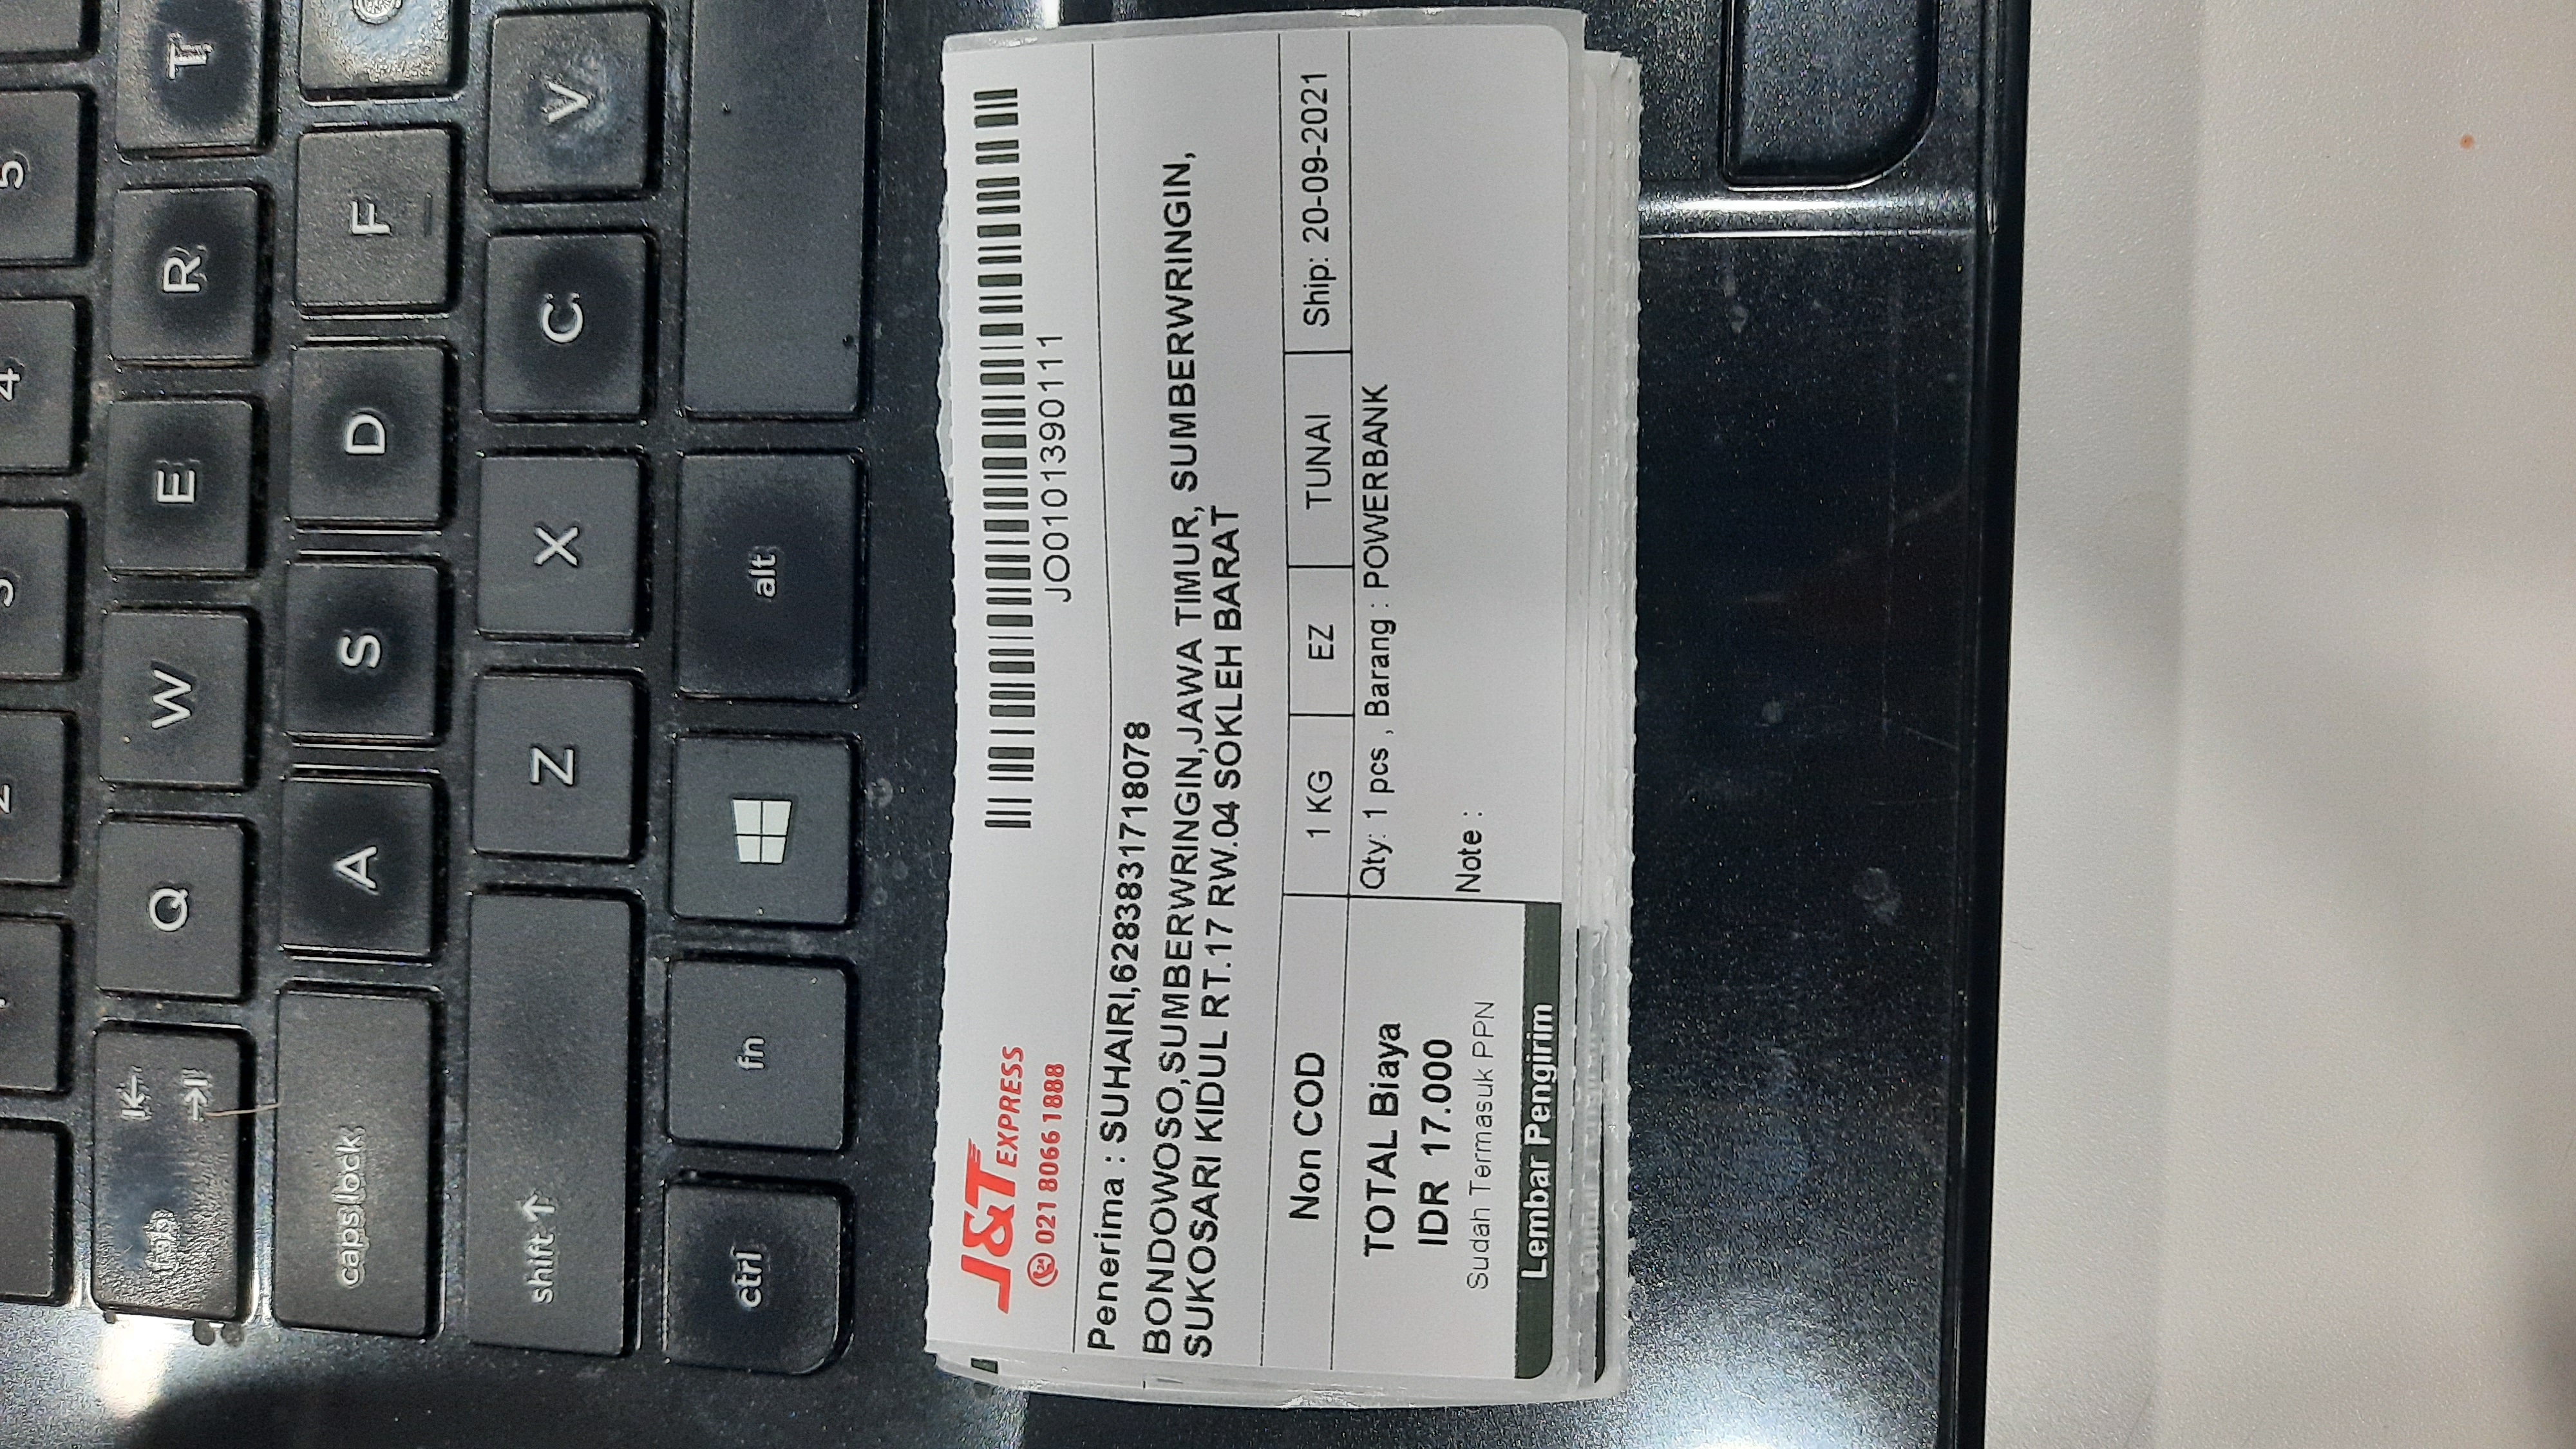 1 2 3 4 5
tab Q W E R T
caps lock A S D F
shift Z X C V
ctrl fn alt
J&T EXPRESS
021 8066 1888
JO0101390111
Penerima : SUHAIRI,6283831718078
BONDOWOSO,SUMBERWRINGIN,JAWA TIMUR, SUMBERWRINGIN,
SUKOSARI KIDUL RT.17 RW.04 SOKLEH BARAT
Non COD 1 KG EZ TUNAI Ship: 20-09-2021
TOTAL Biaya
IDR 17.000
Sudah Termasuk PPN
Lembar Pengirim
Qty: 1 pcs , Barang : POWERBANK
Note :
Lembar Pengirim